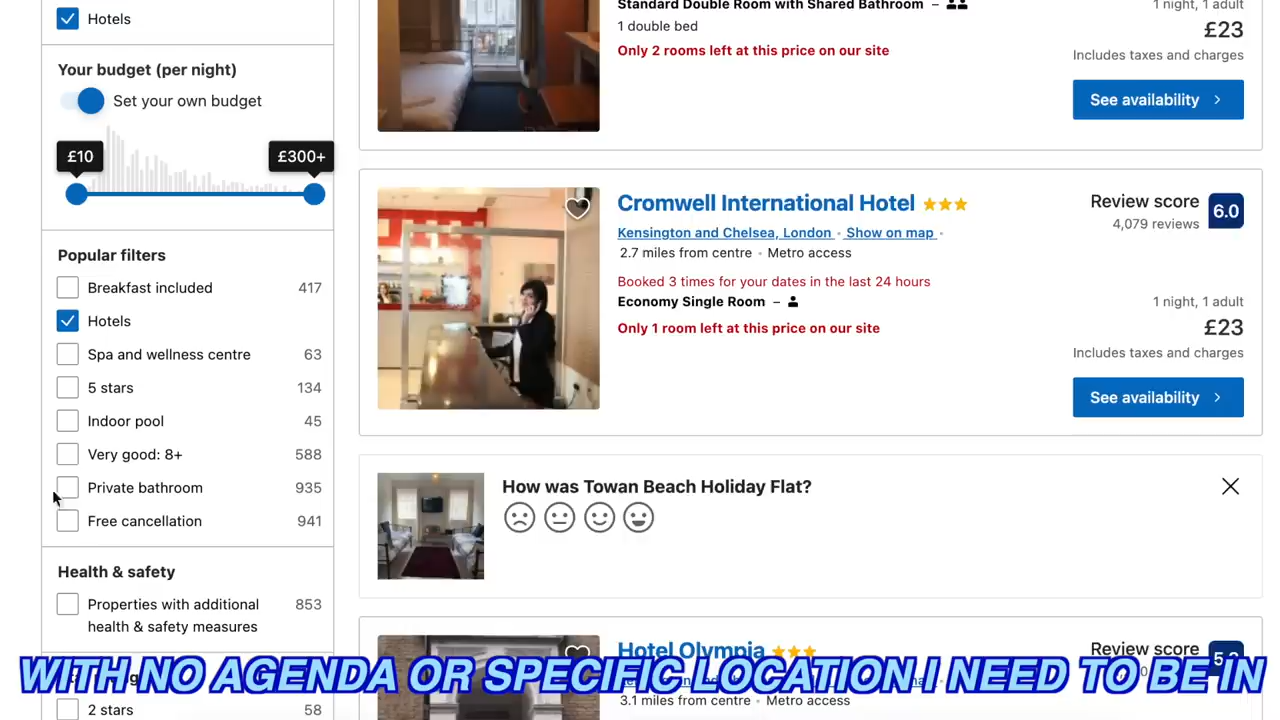 Hotels
Your budget (per night)
Set your own budget
£10
£300+
Popular filters
Breakfast included 417
Hotels
Spa and wellness centre 63
5 stars 134
Indoor pool 45
Very good: 8+ 588
Private bathroom 935
Free cancellation 941
Health & safety
Properties with additional 853
health & safety measures
2 stars 58
Standard Double Room with Shared Bathroom –
1 night, 1 adult
1 double bed
£23
Only 2 rooms left at this price on our site
Includes taxes and charges
See availability
Cromwell International Hotel
Review score 6.0
4,079 reviews
Kensington and Chelsea, London • Show on map •
2.7 miles from centre • Metro access
Booked 3 times for your dates in the last 24 hours
Economy Single Room –
1 night, 1 adult
Only 1 room left at this price on our site
£23
Includes taxes and charges
See availability
How was Towan Beach Holiday Flat?
Hotel Olympia
Review score
3.1 miles from centre • Metro access
WITH NO AGENDA OR SPECIFIC LOCATION I NEED TO BE IN